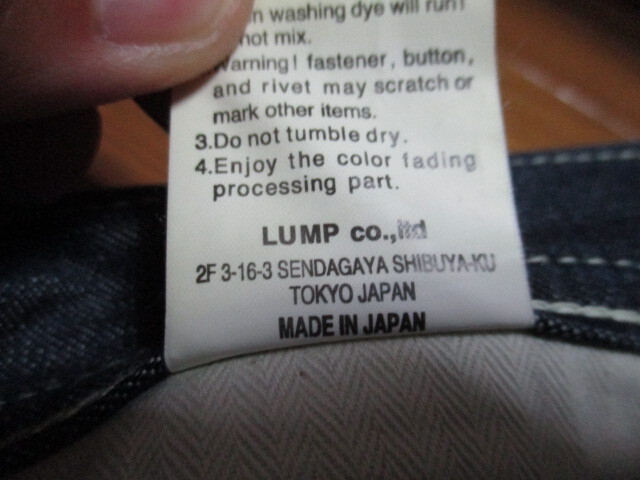 washing dye will run!
not mix.
Warning! fastener, button,
and rivet may scratch or
mark other items.
3.Do not tumble dry.
4.Enjoy the color fading
processing part.
LUMP co.,ltd
2F 3-16-3 SENDAGAYA SHIBUYA-KU
TOKYO JAPAN
MADE IN JAPAN